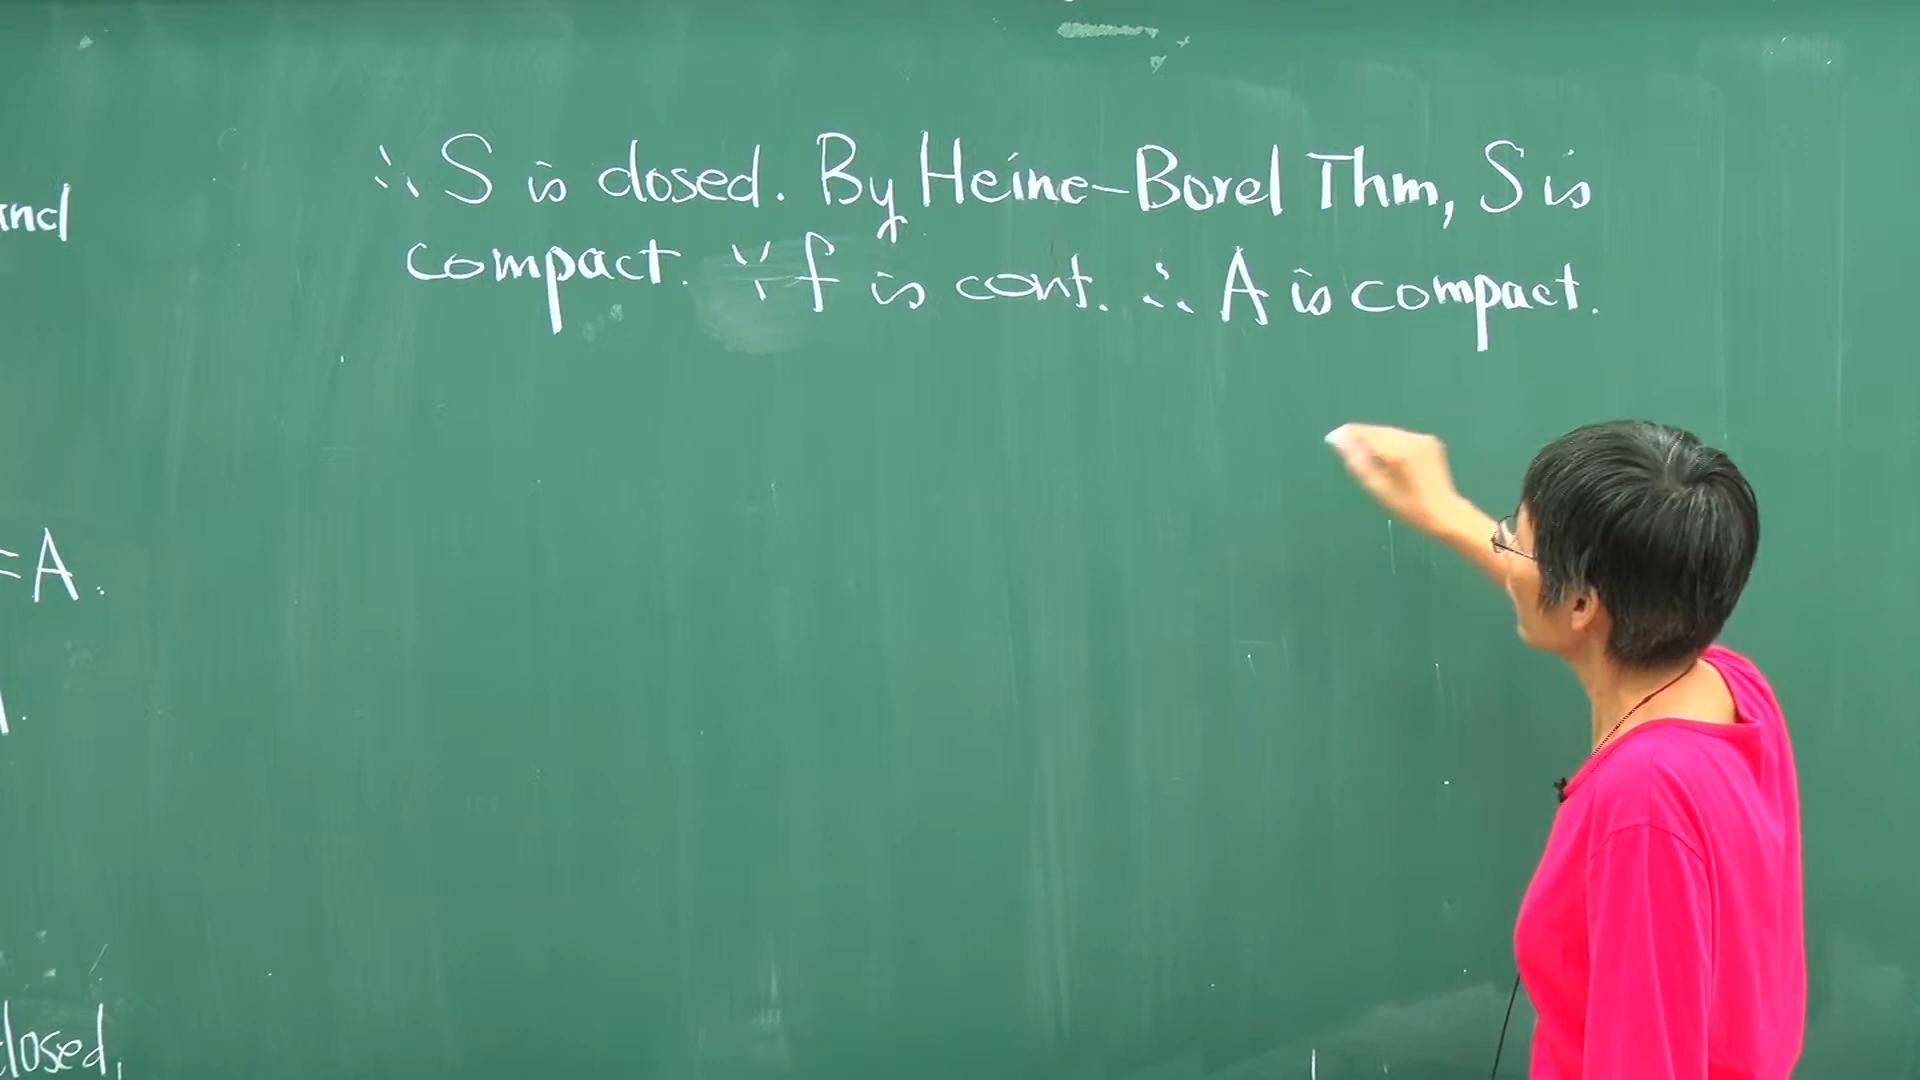 ∴ S is closed. By Heine-Borel Thm, S is
compact. ∵ f is cont. ∴ A is compact.
and
=A.
closed.